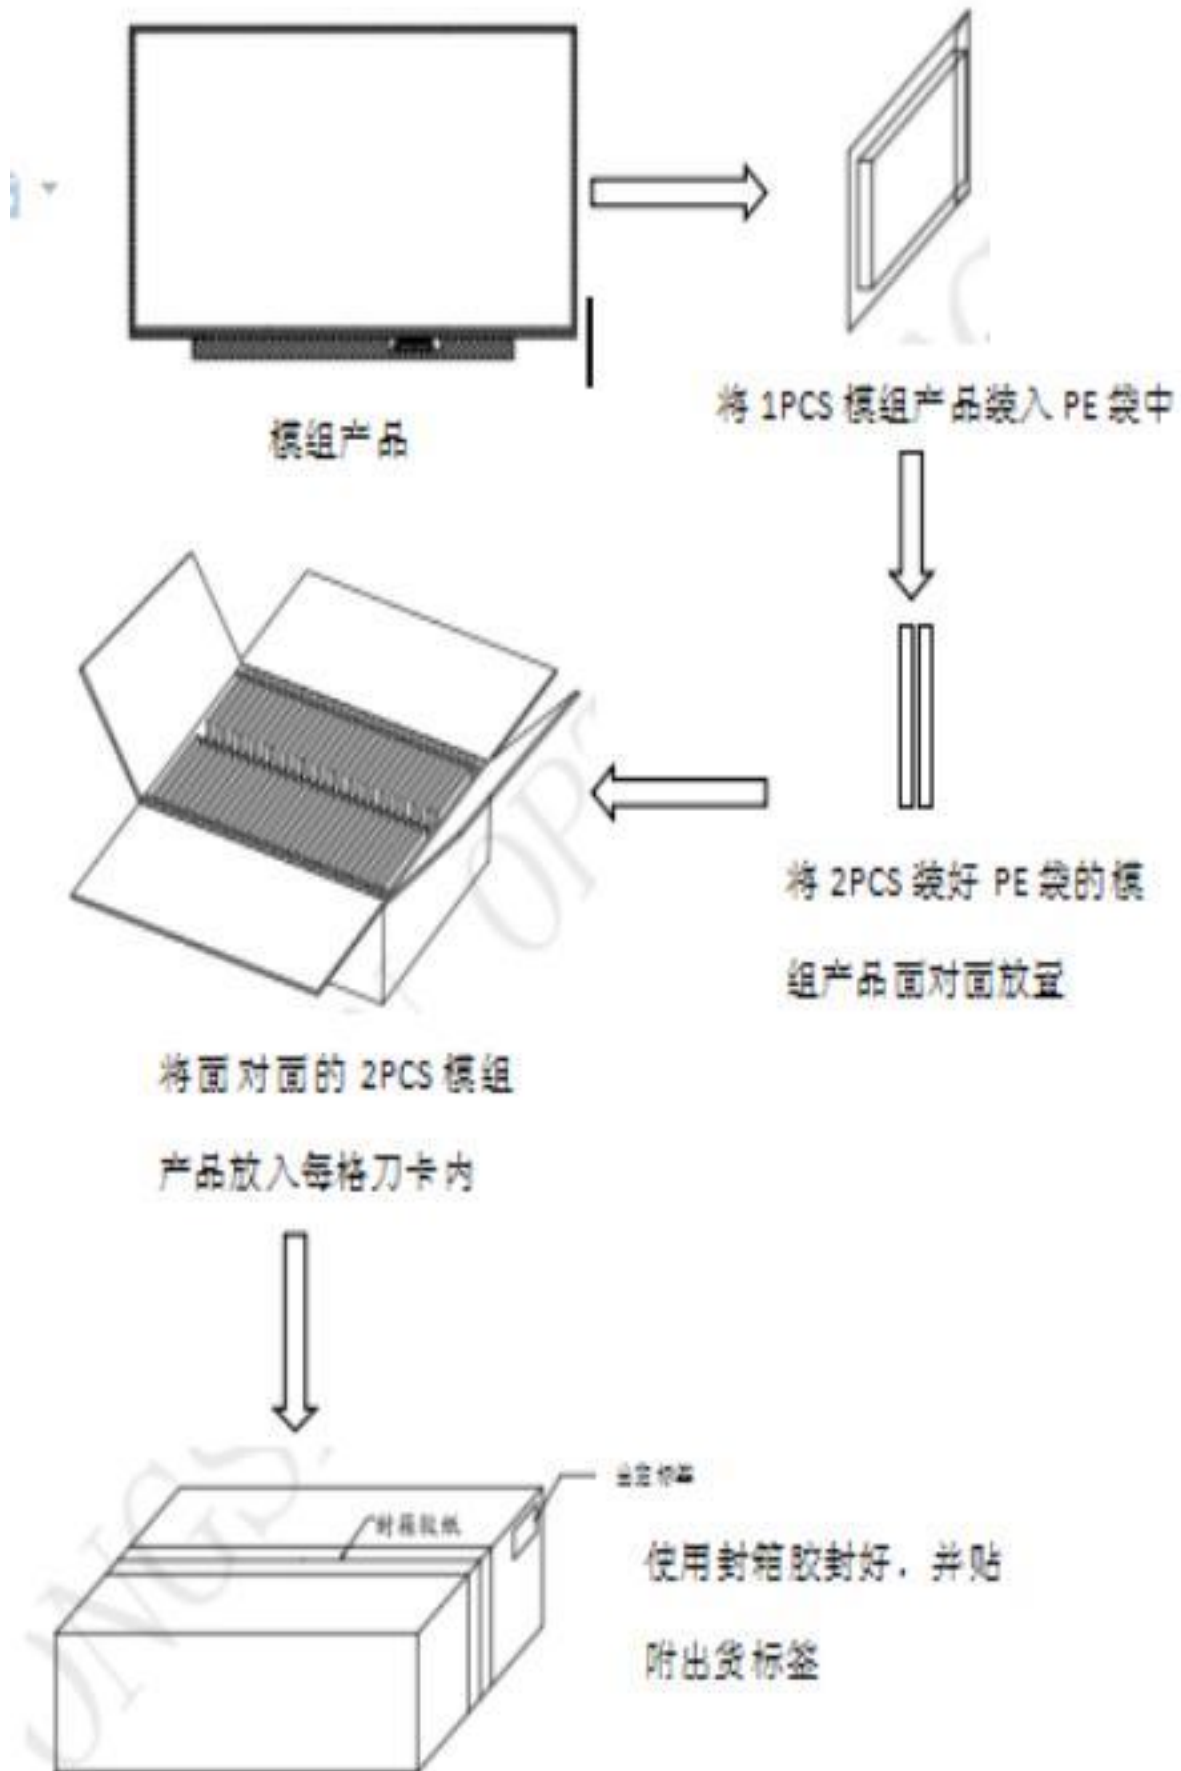 模组产品
将 1PCS 模组产品装入 PE 袋中
将 2PCS 装好 PE 袋的模
组产品面对面放置
将面对面的 2PCS 模组
产品放入每格刀卡内
标签
封箱胶纸
使用封箱胶封好，并贴
附出货标签